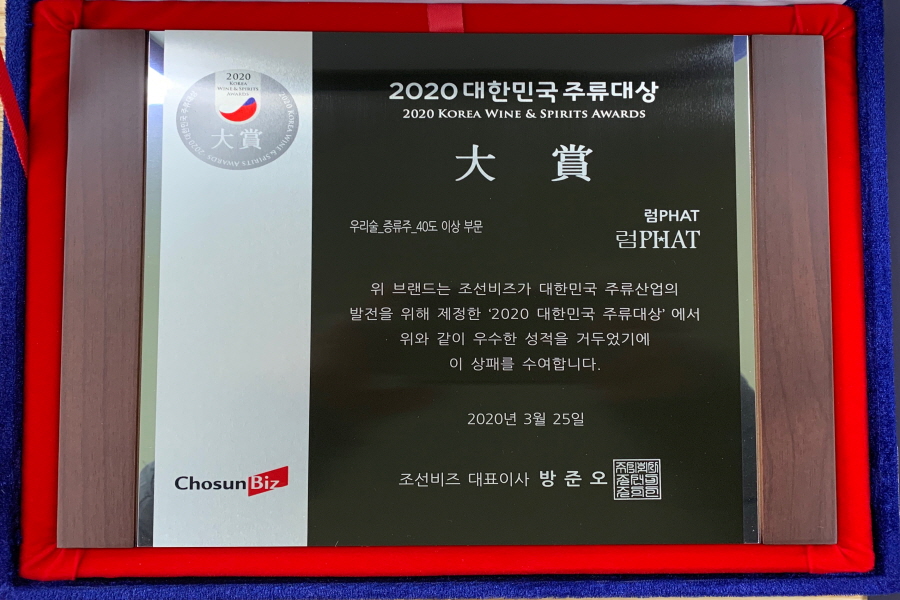 2020
KOREA
WINE & SPIRITS
AWARDS
大賞
2020 KOREA WINE & SPIRITS AWARDS
2020 대한민국 주류대상
2020 KOREA WINE & SPIRITS AWARDS
大 賞
럼PHAT
우리술_증류주_40도 이상 부문
럼PHAT
위 브랜드는 조선비즈가 대한민국 주류산업의
발전을 위해 제정한 ‘2020 대한민국 주류대상’ 에서
위와 같이 우수한 성적을 거두었기에
이 상패를 수여합니다.
2020년 3월 25일
조선비즈 대표이사 방 준 오
ChosunBiz